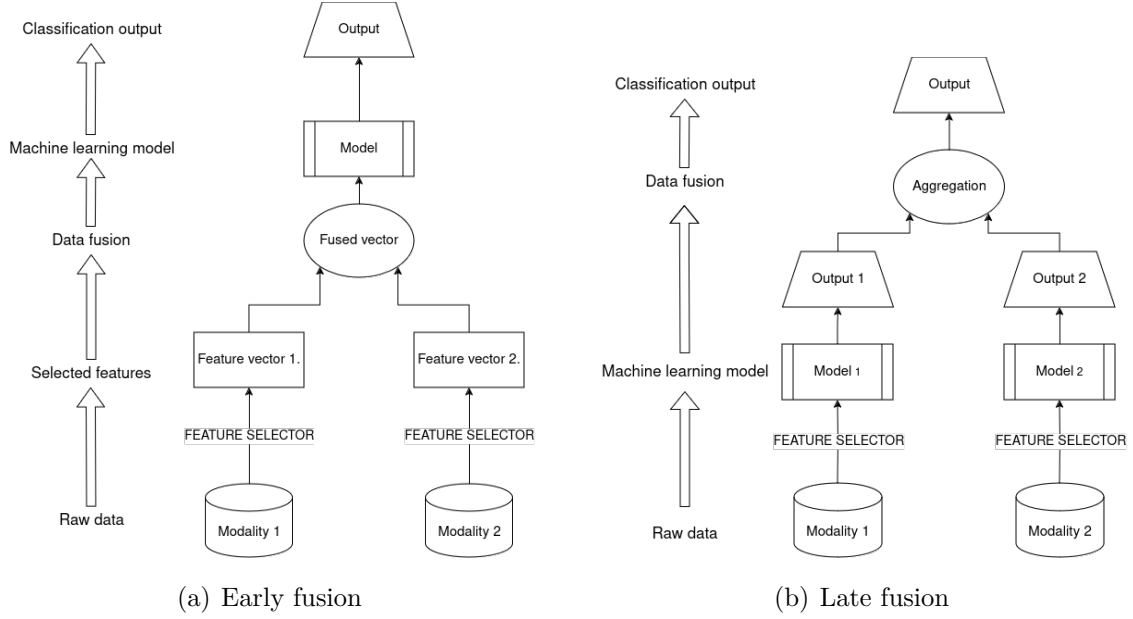 Classification output
Machine learning model
Data fusion
Selected features
Raw data
Output
Model
Fused vector
Feature vector 1.
Feature vector 2.
FEATURE SELECTOR
FEATURE SELECTOR
Modality 1
Modality 2
(a) Early fusion
Classification output
Data fusion
Machine learning model
Raw data
Output
Aggregation
Output 1
Output 2
Model 1
Model 2
FEATURE SELECTOR
FEATURE SELECTOR
Modality 1
Modality 2
(b) Late fusion